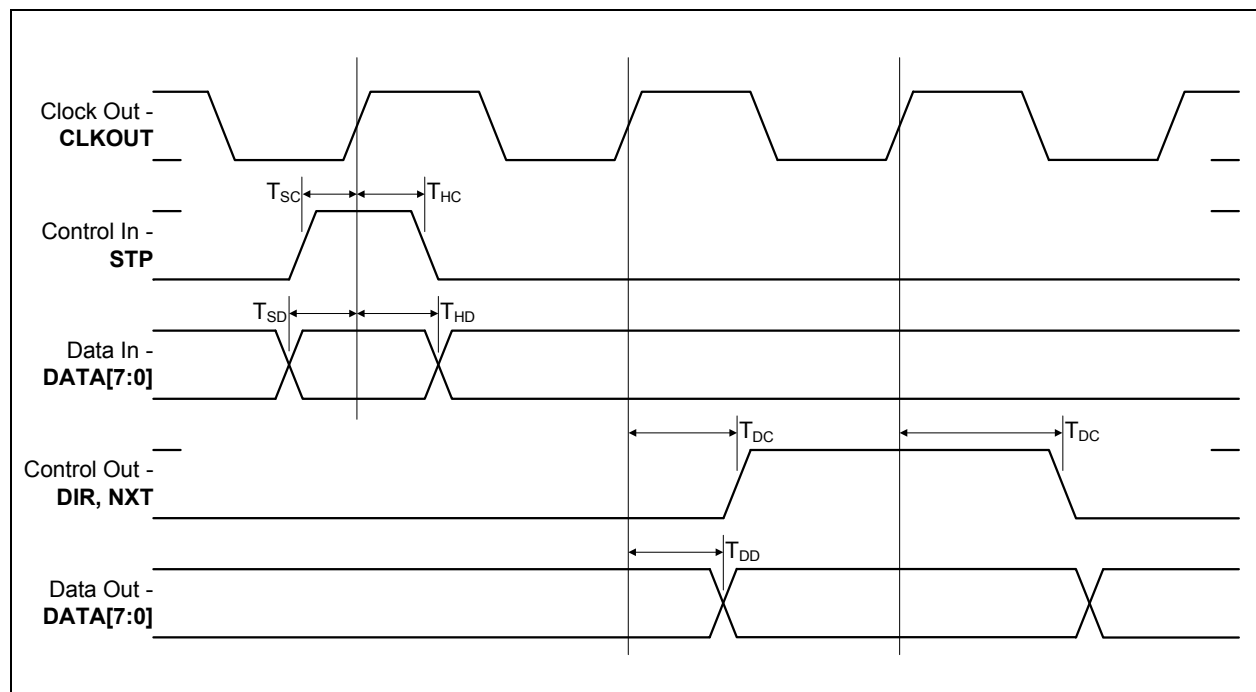 Clock Out -
CLKOUT
T_SC T_HC
Control In -
STP
T_SD T_HD
Data In -
DATA[7:0]
T_DC T_DC
Control Out -
DIR, NXT
T_DD
Data Out -
DATA[7:0]